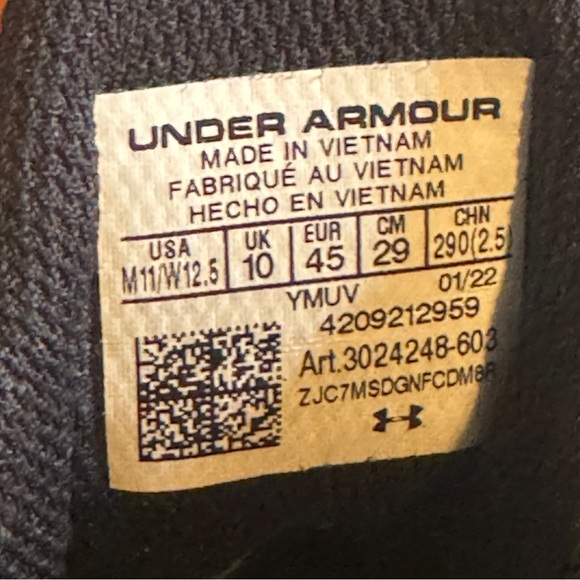 UNDER ARMOUR
MADE IN VIETNAM
FABRIQUÉ AU VIETNAM
HECHO EN VIETNAM
USA UK EUR CM CHN
M11/W12.5 10 45 29 290(2.5)
YMUV 01/22
4209212959
Art.3024248-603
ZJC7MSDGNFCDM8R